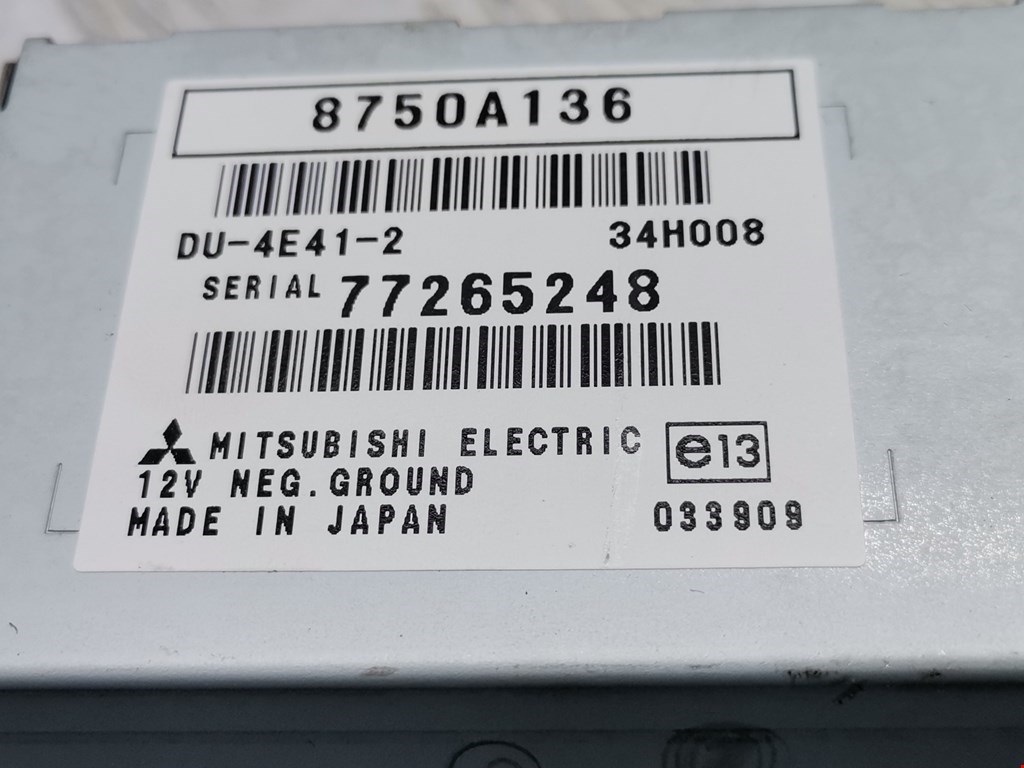 8750A136
DU-4E41-2 34H008
SERIAL 77265248
MITSUBISHI ELECTRIC e13
12V NEG.GROUND
MADE IN JAPAN 033909